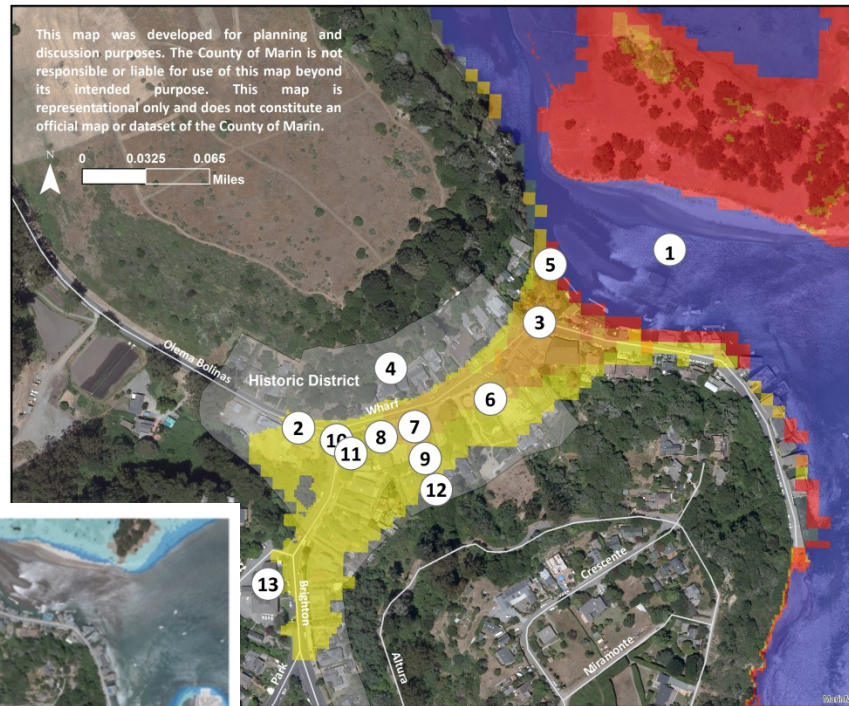 This map was developed for planning and
discussion purposes. The County of Marin is not
responsible or liable for use of this map beyond
its intended purpose. This map is
representational only and does not constitute an
official map or dataset of the County of Marin.
N
0 0.0325 0.065
Miles
1
5
3
Olema Bolinas
Historic District
4
Wharf
6
2
7
10
8
11
9
12
13
Brighton
Crescente
Miramonte
Altura
Park